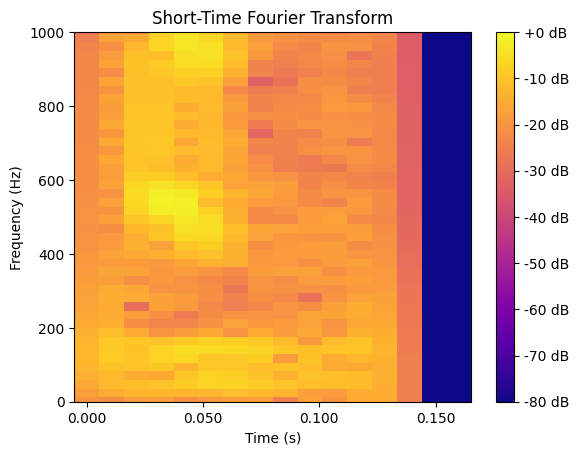 Short-Time Fourier Transform
1000
800
600
400
200
0
Frequency (Hz)
0.000
0.050
0.100
0.150
Time (s)
+0 dB
-10 dB
-20 dB
-30 dB
-40 dB
-50 dB
-60 dB
-70 dB
-80 dB